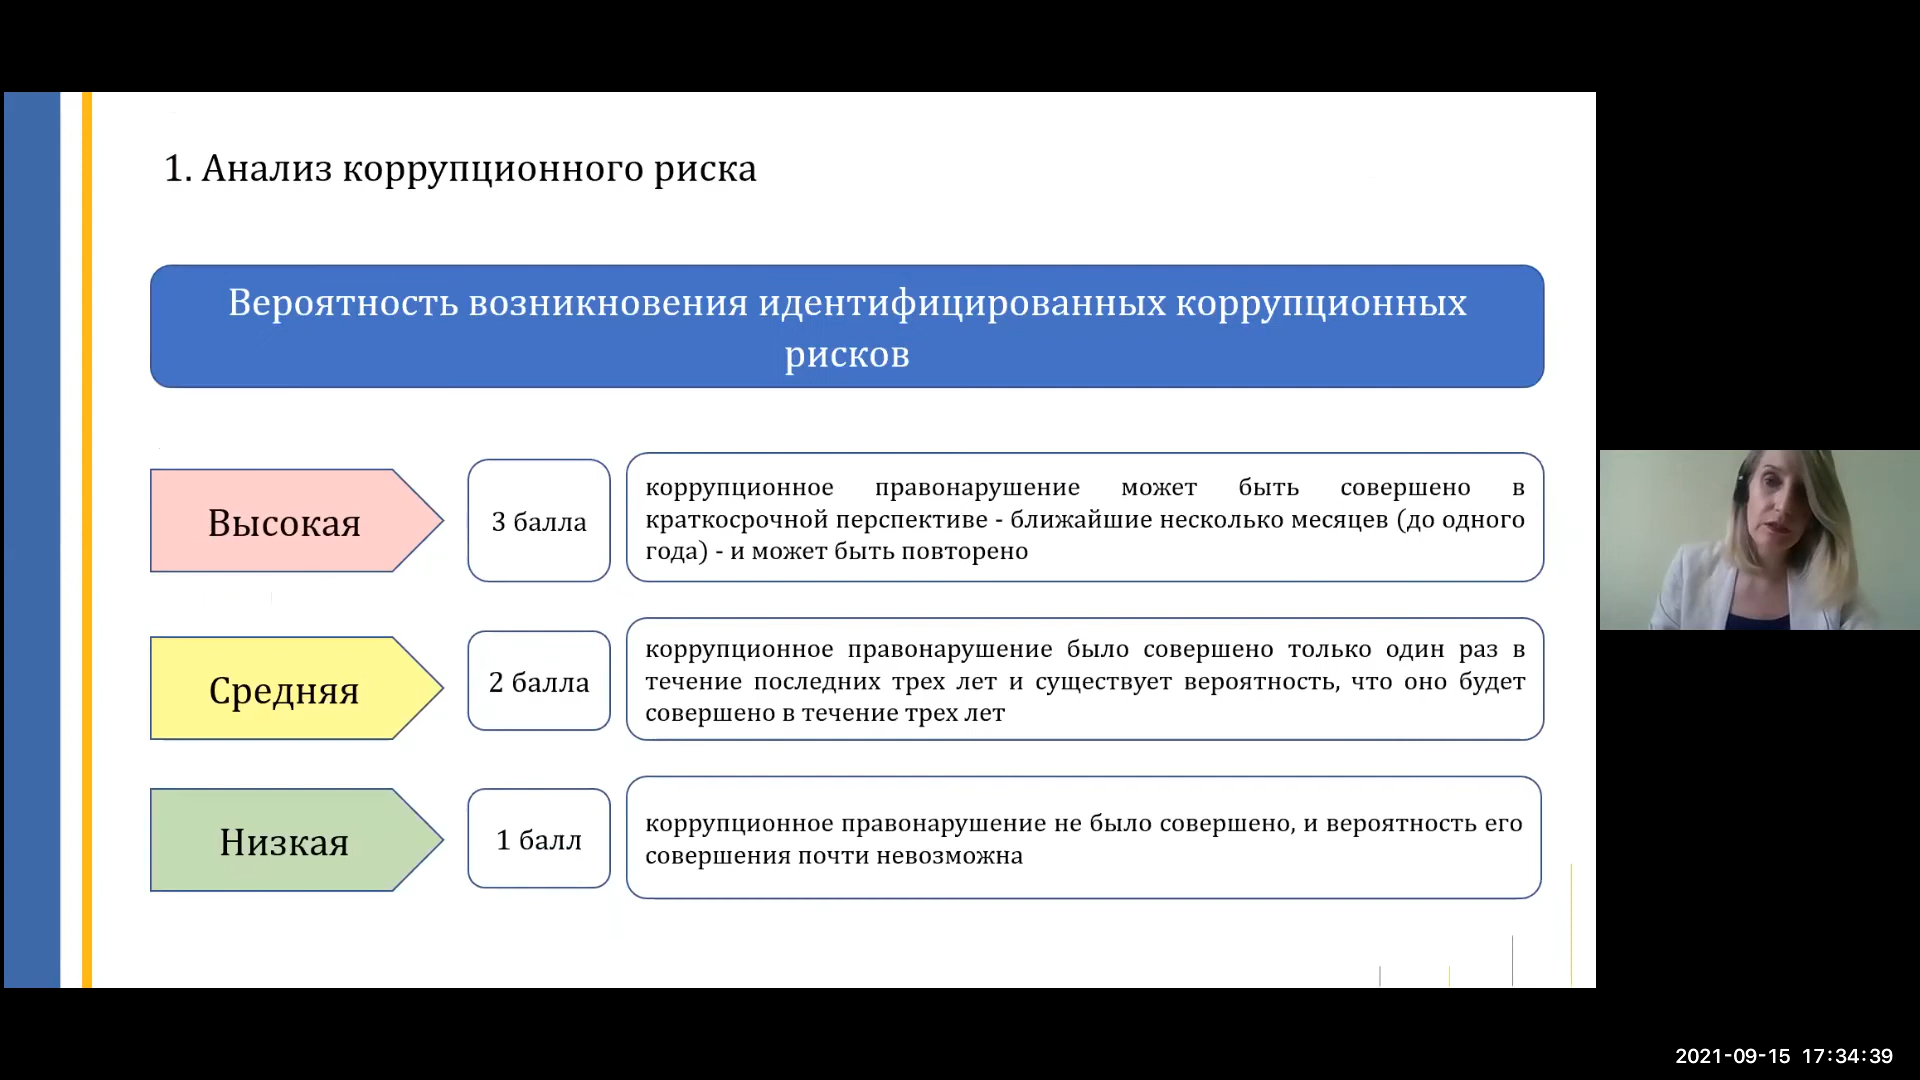 1. Анализ коррупционного риска
Вероятность возникновения идентифицированных коррупционных
рисков
Высокая
3 балла
коррупционное правонарушение может быть совершено в
краткосрочной перспективе - ближайшие несколько месяцев (до одного
года) - и может быть повторено
Средняя
2 балла
коррупционное правонарушение было совершено только один раз в
течение последних трех лет и существует вероятность, что оно будет
совершено в течение трех лет
Низкая
1 балл
коррупционное правонарушение не было совершено, и вероятность его
совершения почти невозможна
2021-09-15 17:34:39